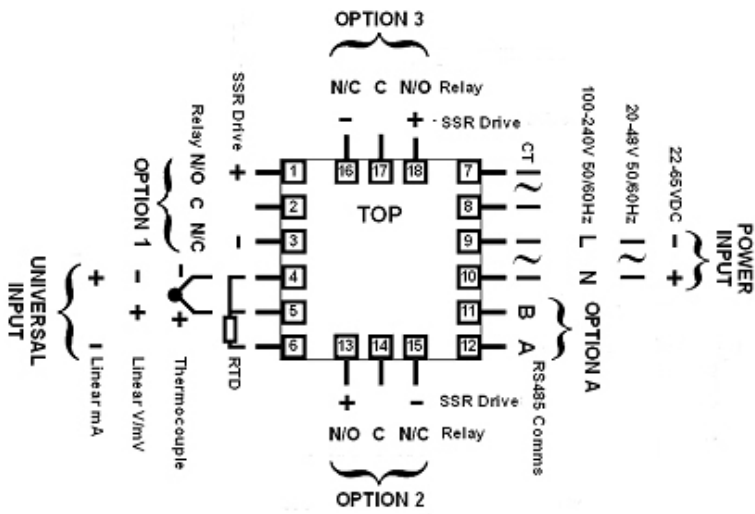 OPTION 3
N/C C N/O Relay
− + SSR Drive
SSR Drive
+ −
Relay N/O C N/C
OPTION 1
UNIVERSAL
INPUT
− + Thermocouple
− + Linear V/mV
+ − Linear mA
RTD
1
2
3
4
5
6
16 17 18
TOP
13 14 15
7
8
9
10
11
12
CT
100-240V 50/60Hz
L N
20-48V 50/60Hz
22-65VDC
− +
POWER
INPUT
B A
OPTION A
RS485 Comms
+ − SSR Drive
N/O C N/C Relay
OPTION 2